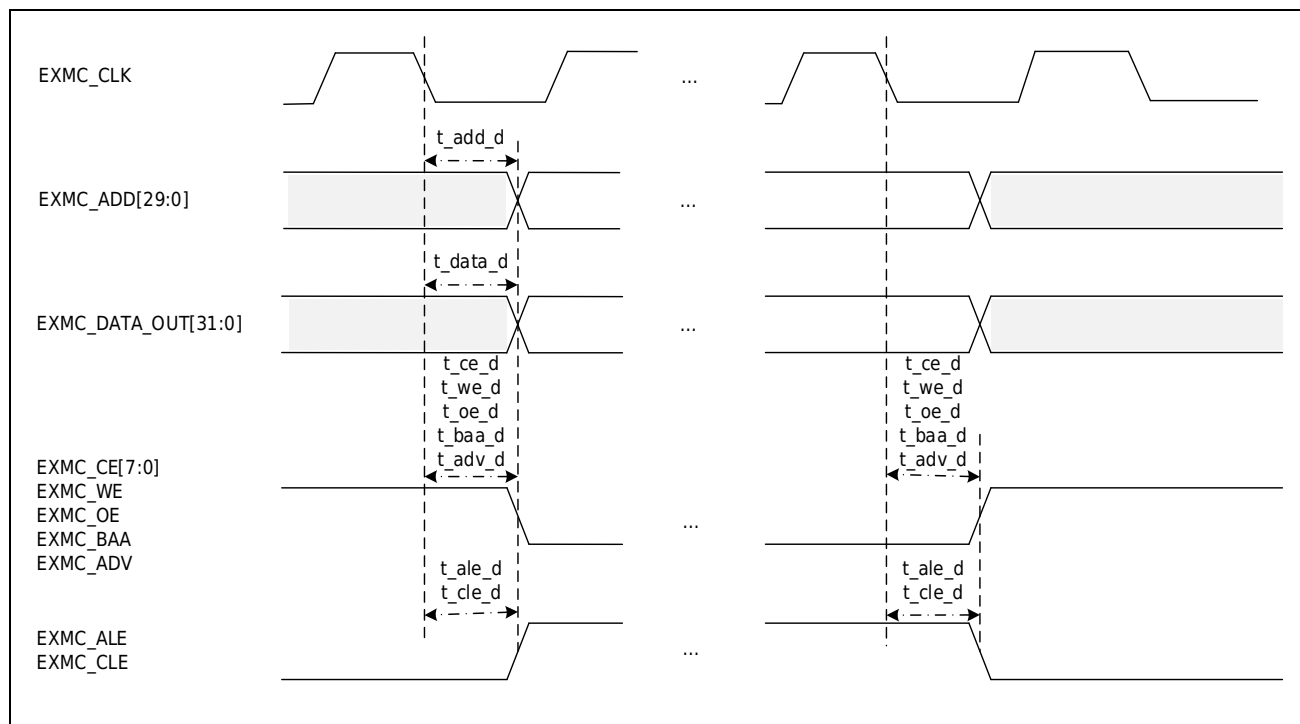 EXMC_CLK
...
...
t_add_d
EXMC_ADD[29:0]
...
t_data_d
EXMC_DATA_OUT[31:0]
...
t_ce_d
t_we_d
t_oe_d
t_baa_d
t_adv_d
t_ce_d
t_we_d
t_oe_d
t_baa_d
t_adv_d
EXMC_CE[7:0]
EXMC_WE
EXMC_OE
EXMC_BAA
EXMC_ADV
...
t_ale_d
t_cle_d
t_ale_d
t_cle_d
EXMC_ALE
EXMC_CLE
...